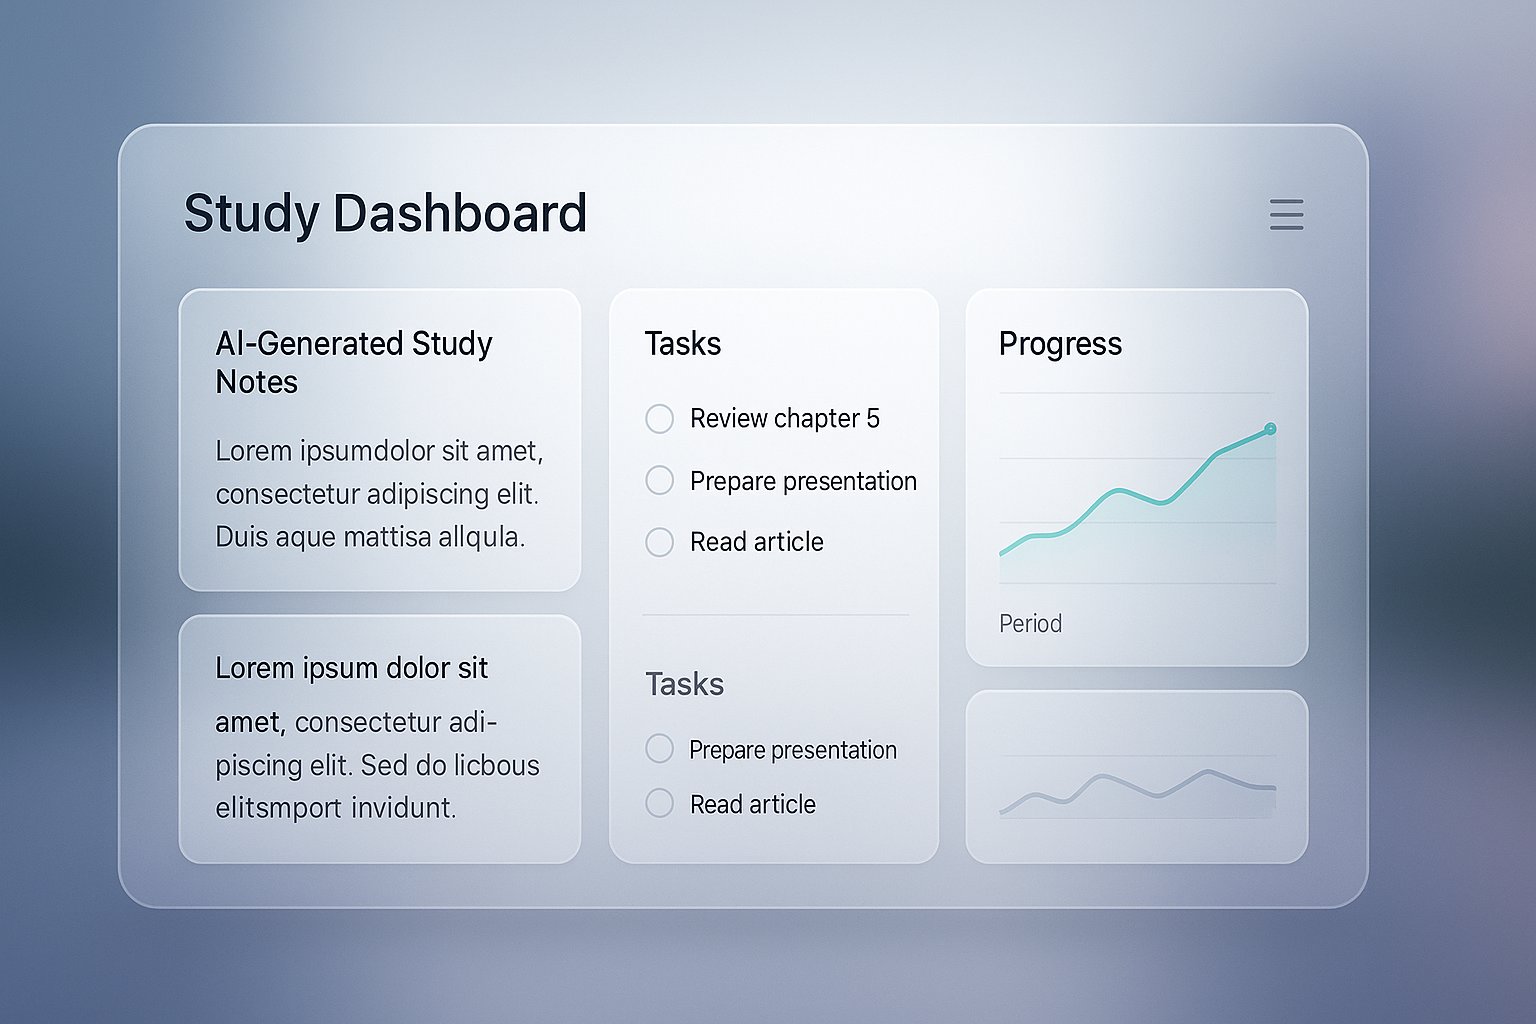 Study Dashboard
AI-Generated Study
Notes
Lorem ipsumdolor sit amet,
consectetur adipiscing elit.
Duis aque mattisa allqula.
Lorem ipsum dolor sit
amet, consectetur adi-
piscing elit. Sed do licbous
elitsmport invidunt.
Tasks
Review chapter 5
Prepare presentation
Read article
Tasks
Prepare presentation
Read article
Progress
Period